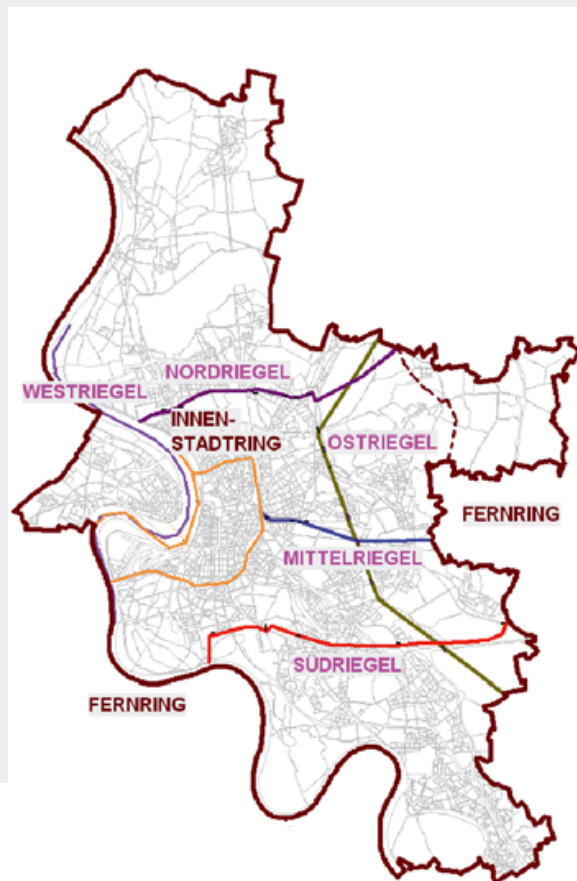 NORDRIEGEL
WESTRIEGEL
INNEN-
STADTRING
OSTRIEGEL
FERNRING
MITTELRIEGEL
SÜDRIEGEL
FERNRING